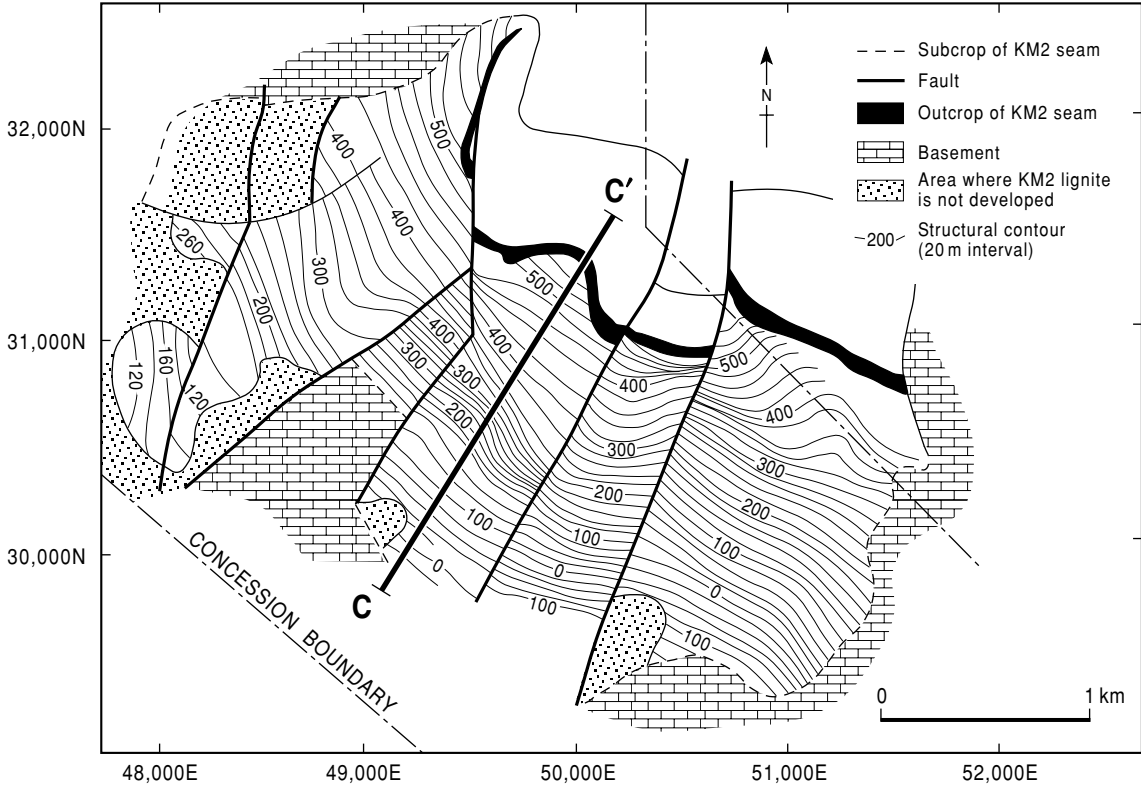 Subcrop of KM2 seam
Fault
Outcrop of KM2 seam
Basement
Area where KM2 lignite
is not developed
200
Structural contour
(20 m interval)
N
32,000N
31,000N
30,000N
500
400
400
260
300
200
C′
500
400
400
300
300
200
120
160
120
500
400
400
300
300
200
200
100
100
100
0
0
0
100
100
C
CONCESSION BOUNDARY
0
1 km
48,000E
49,000E
50,000E
51,000E
52,000E